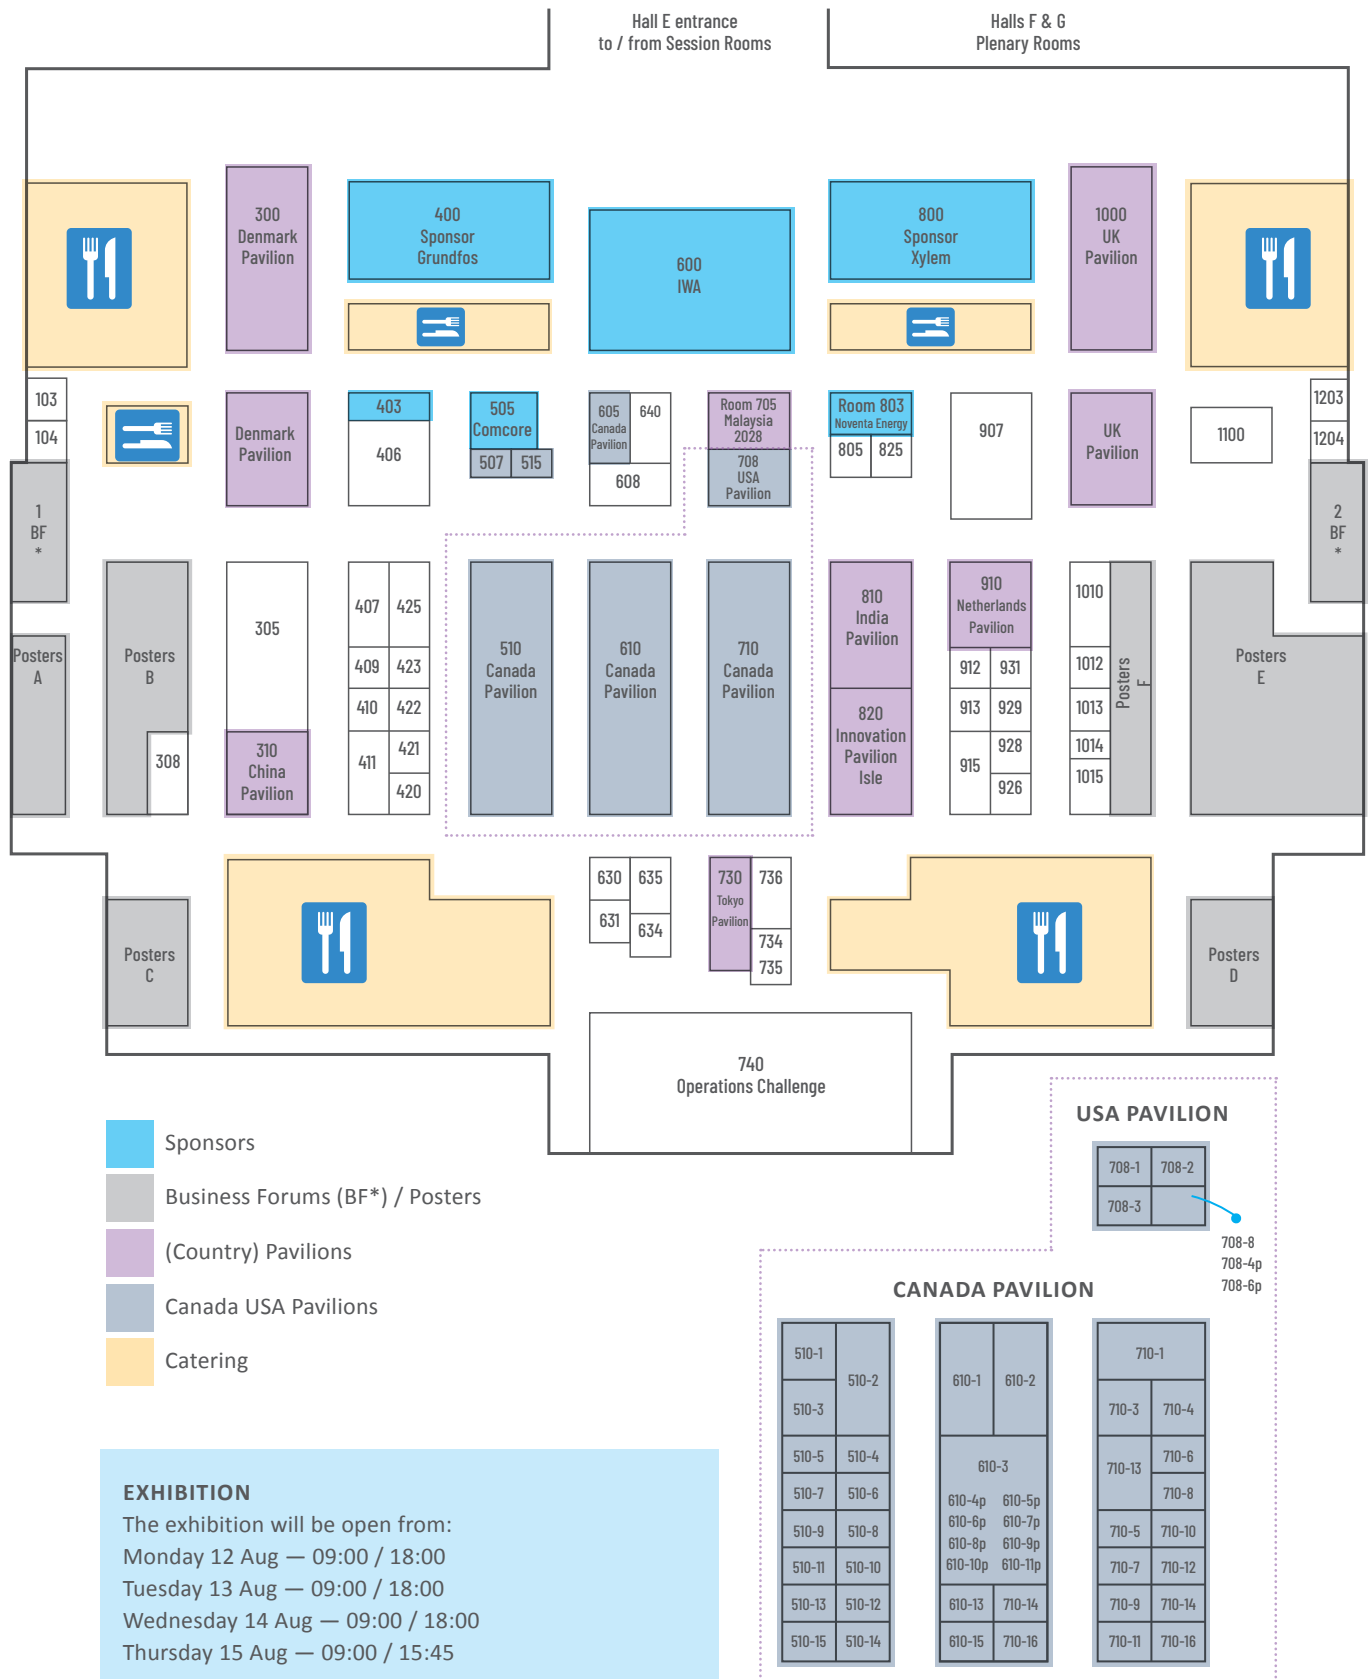 Hall E entrance
to / from Session Rooms
Halls F & G
Plenary Rooms
300
Denmark
Pavilion
400
Sponsor
Grundfos
600
IWA
800
Sponsor
Xylem
1000
UK
Pavilion
103
104
Denmark
Pavilion
403
406
505
Comcore
507
515
605
Canada
Pavilion
640
608
Room 705
Malaysia
2028
708
USA
Pavilion
Room 803
Noventa Energy
805
825
907
UK
Pavilion
1100
1203
1204
1
BF
*
2
BF
*
Posters
A
Posters
B
308
305
310
China
Pavilion
407
425
409
423
410
422
411
421
420
510
Canada
Pavilion
610
Canada
Pavilion
710
Canada
Pavilion
810
India
Pavilion
820
Innovation
Pavilion
Isle
910
Netherlands
Pavilion
912
931
913
929
915
928
926
1010
1012
1013
1014
1015
Posters
F
Posters
E
Posters
C
630
635
631
634
730
Tokyo
Pavilion
736
734
735
Posters
D
740
Operations Challenge
Sponsors
Business Forums (BF*) / Posters
(Country) Pavilions
Canada USA Pavilions
Catering
USA PAVILION
708-1
708-2
708-3
708-8
708-4p
708-6p
CANADA PAVILION
510-1
510-2
510-3
510-5
510-4
510-7
510-6
510-9
510-8
510-11
510-10
510-13
510-12
510-15
510-14
610-1
610-2
610-3
610-4p 610-5p
610-6p 610-7p
610-8p 610-9p
610-10p 610-11p
610-13
710-14
610-15
710-16
710-1
710-3
710-4
710-13
710-6
710-8
710-5
710-10
710-7
710-12
710-9
710-14
710-11
710-16
EXHIBITION
The exhibition will be open from:
Monday 12 Aug — 09:00 / 18:00
Tuesday 13 Aug — 09:00 / 18:00
Wednesday 14 Aug — 09:00 / 18:00
Thursday 15 Aug — 09:00 / 15:45